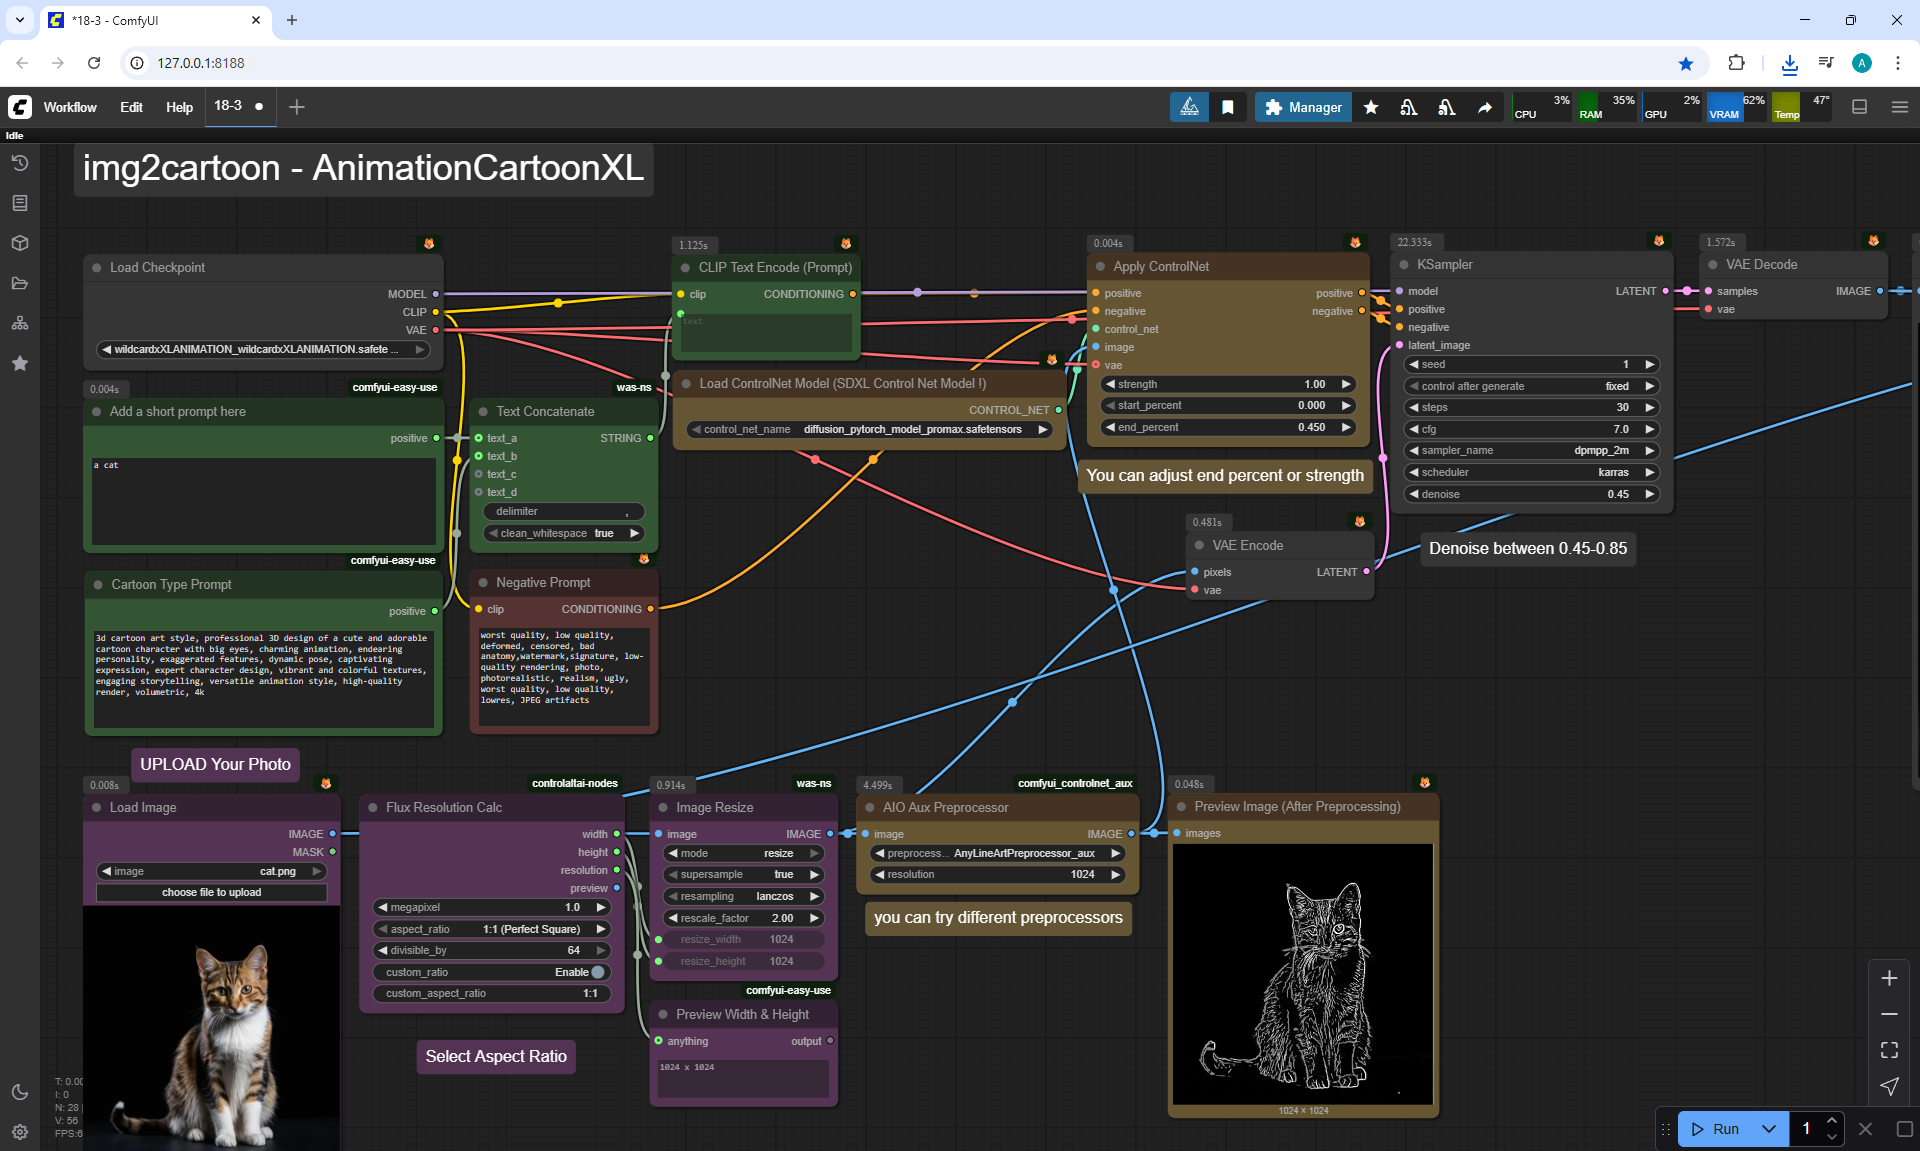 *18-3 - ComfyUI
127.0.0.1:8188
A
Workflow
Edit
Help
18-3
Manager
CPU
3%
RAM
35%
GPU
2%
VRAM
62%
Temp
47°
Idle
img2cartoon - AnimationCartoonXL
Load Checkpoint
MODEL
CLIP
VAE
wildcardxXLANIMATION_wildcardxXLANIMATION.safete ...
0.004s
comfyui-easy-use
Add a short prompt here
positive
a cat
comfyui-easy-use
Cartoon Type Prompt
positive
3d cartoon art style, professional 3D design of a cute and adorable
cartoon character with big eyes, charming animation, endearing
personality, exaggerated features, dynamic pose, captivating
expression, expert character design, vibrant and colorful textures,
engaging storytelling, versatile animation style, high-quality
render, volumetric, 4k
was-ns
Text Concatenate
text_a
STRING
text_b
text_c
text_d
delimiter
,
clean_whitespace
true
Negative Prompt
clip
CONDITIONING
worst quality, low quality,
deformed, censored, bad
anatomy,watermark,signature, low-
quality rendering, photo,
photorealistic, realism, ugly,
worst quality, low quality,
lowres, JPEG artifacts
1.125s
CLIP Text Encode (Prompt)
clip
CONDITIONING
text
Load ControlNet Model (SDXL Control Net Model !)
CONTROL_NET
control_net_name
diffusion_pytorch_model_promax.safetensors
0.004s
Apply ControlNet
positive
positive
negative
negative
control_net
image
vae
strength
1.00
start_percent
0.000
end_percent
0.450
You can adjust end percent or strength
22.333s
KSampler
model
LATENT
positive
negative
latent_image
seed
1
control after generate
fixed
steps
30
cfg
7.0
sampler_name
dpmpp_2m
scheduler
karras
denoise
0.45
Denoise between 0.45-0.85
1.572s
VAE Decode
samples
IMAGE
vae
0.481s
VAE Encode
pixels
LATENT
vae
UPLOAD Your Photo
0.008s
Load Image
IMAGE
MASK
image
cat.png
choose file to upload
controlaltai-nodes
Flux Resolution Calc
width
height
resolution
preview
megapixel
1.0
aspect_ratio
1:1 (Perfect Square)
divisible_by
64
custom_ratio
Enable
custom_aspect_ratio
1:1
Select Aspect Ratio
0.914s
was-ns
Image Resize
image
IMAGE
mode
resize
supersample
true
resampling
lanczos
rescale_factor
2.00
resize_width
1024
resize_height
1024
comfyui-easy-use
Preview Width & Height
anything
output
1024 x 1024
4.499s
comfyui_controlnet_aux
AIO Aux Preprocessor
image
IMAGE
preprocess...
AnyLineArtPreprocessor_aux
resolution
1024
you can try different preprocessors
0.048s
Preview Image (After Preprocessing)
images
1024 × 1024
I: 0
N: 28
V: 56
Run
1